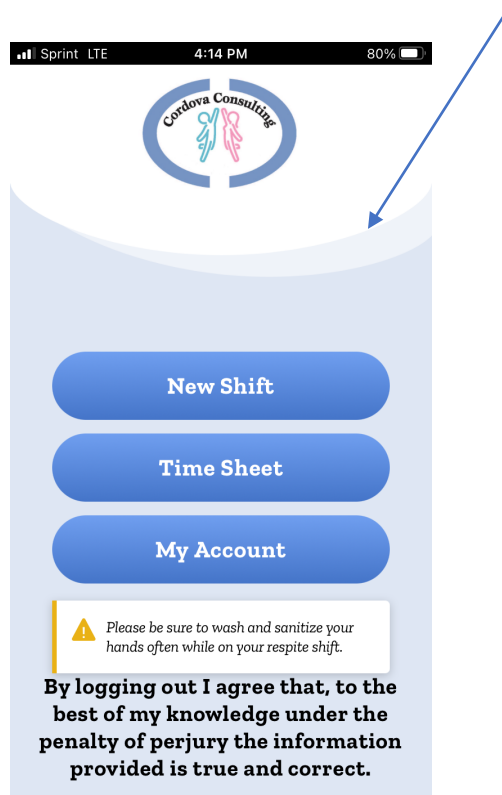 Sprint LTE 4:14 PM 80%
Cordova Consulting
New Shift
Time Sheet
My Account
Please be sure to wash and sanitize your
hands often while on your respite shift.
By logging out I agree that, to the
best of my knowledge under the
penalty of perjury the information
provided is true and correct.